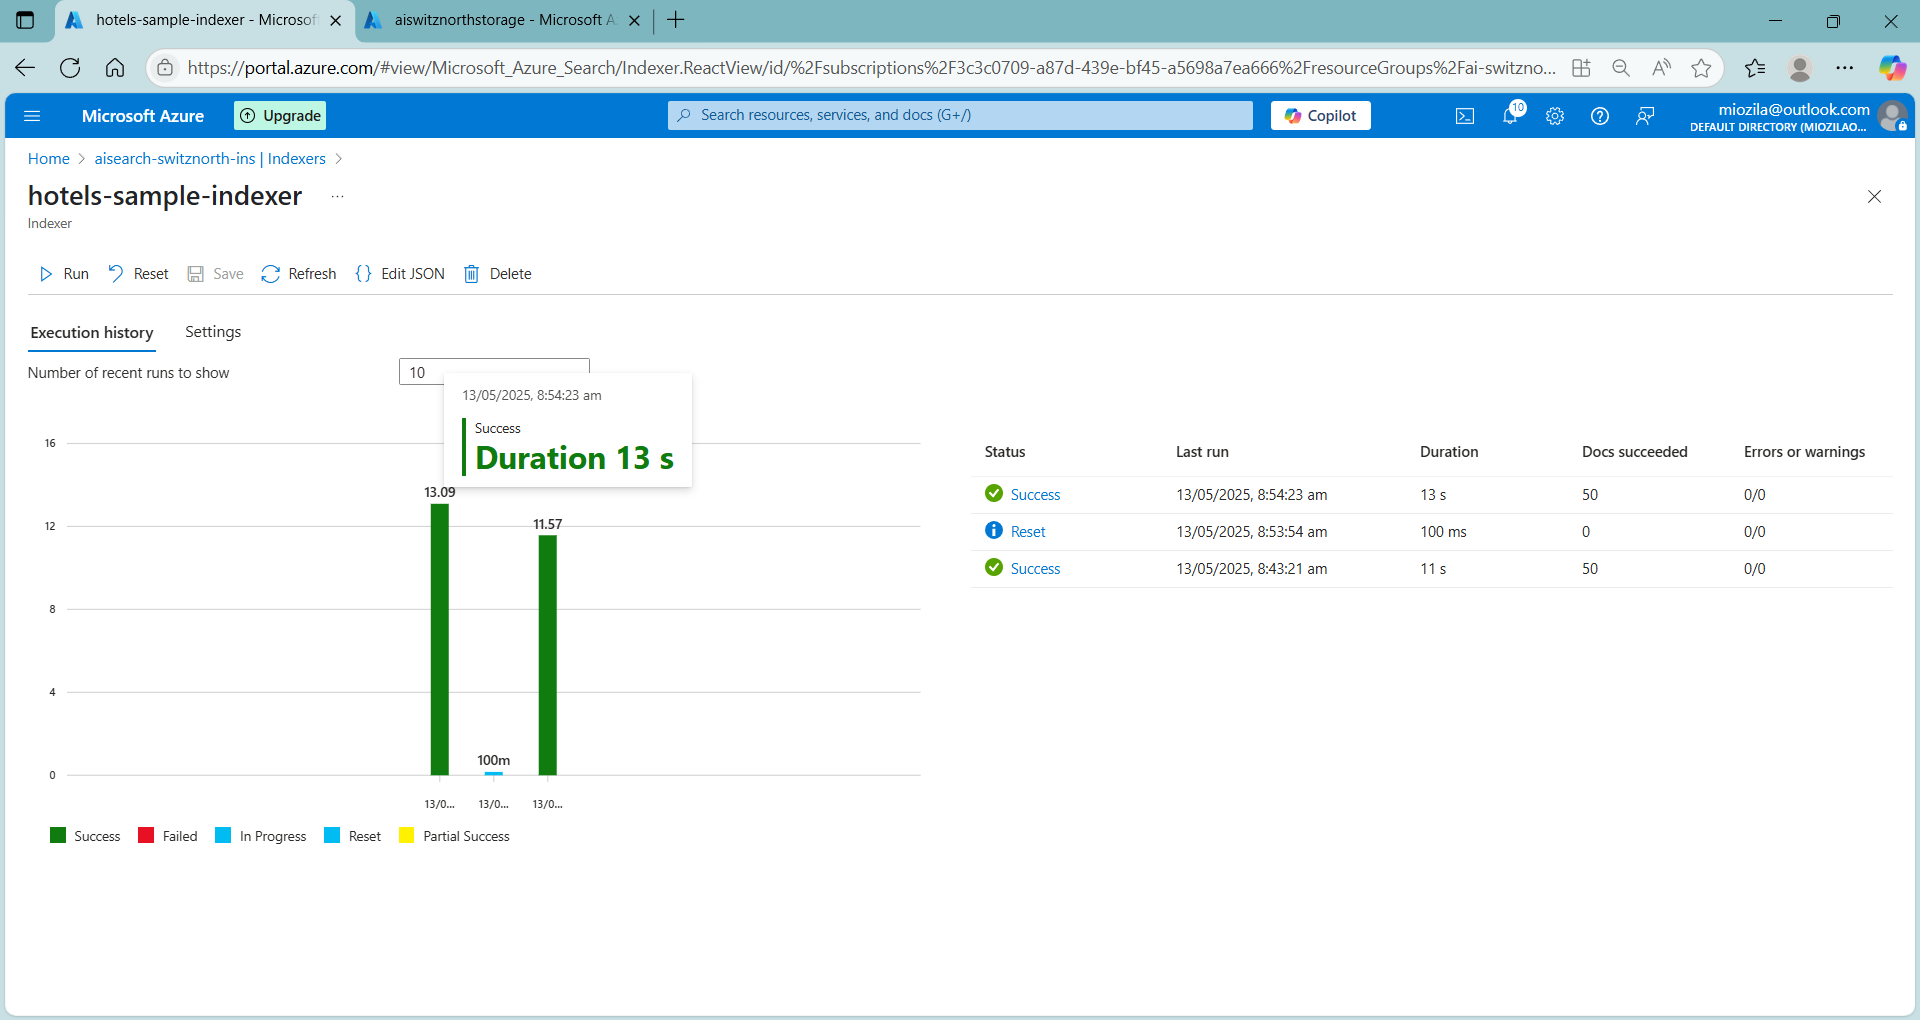 hotels-sample-indexer - Microsof
aiswitznorthstorage - Microsoft A
https://portal.azure.com/#view/Microsoft_Azure_Search/Indexer.ReactView/id/%2Fsubscriptions%2F3c3c0709-a87d-439e-bf45-a5698a7ea666%2FresourceGroups%2Fai-switzno...
Microsoft Azure
Upgrade
Search resources, services, and docs (G+/)
Copilot
10
miozila@outlook.com
DEFAULT DIRECTORY (MIOZILAO...
Home > aisearch-switznorth-ins | Indexers >
hotels-sample-indexer ...
Indexer
Run Reset Save Refresh {} Edit JSON Delete
Execution history Settings
Number of recent runs to show 10
13/05/2025, 8:54:23 am
Success
Duration 13 s
16
12
8
4
0
13.09
100m
11.57
13/0... 13/0... 13/0...
Success Failed In Progress Reset Partial Success
Status Last run Duration Docs succeeded Errors or warnings
Success 13/05/2025, 8:54:23 am 13 s 50 0/0
Reset 13/05/2025, 8:53:54 am 100 ms 0 0/0
Success 13/05/2025, 8:43:21 am 11 s 50 0/0